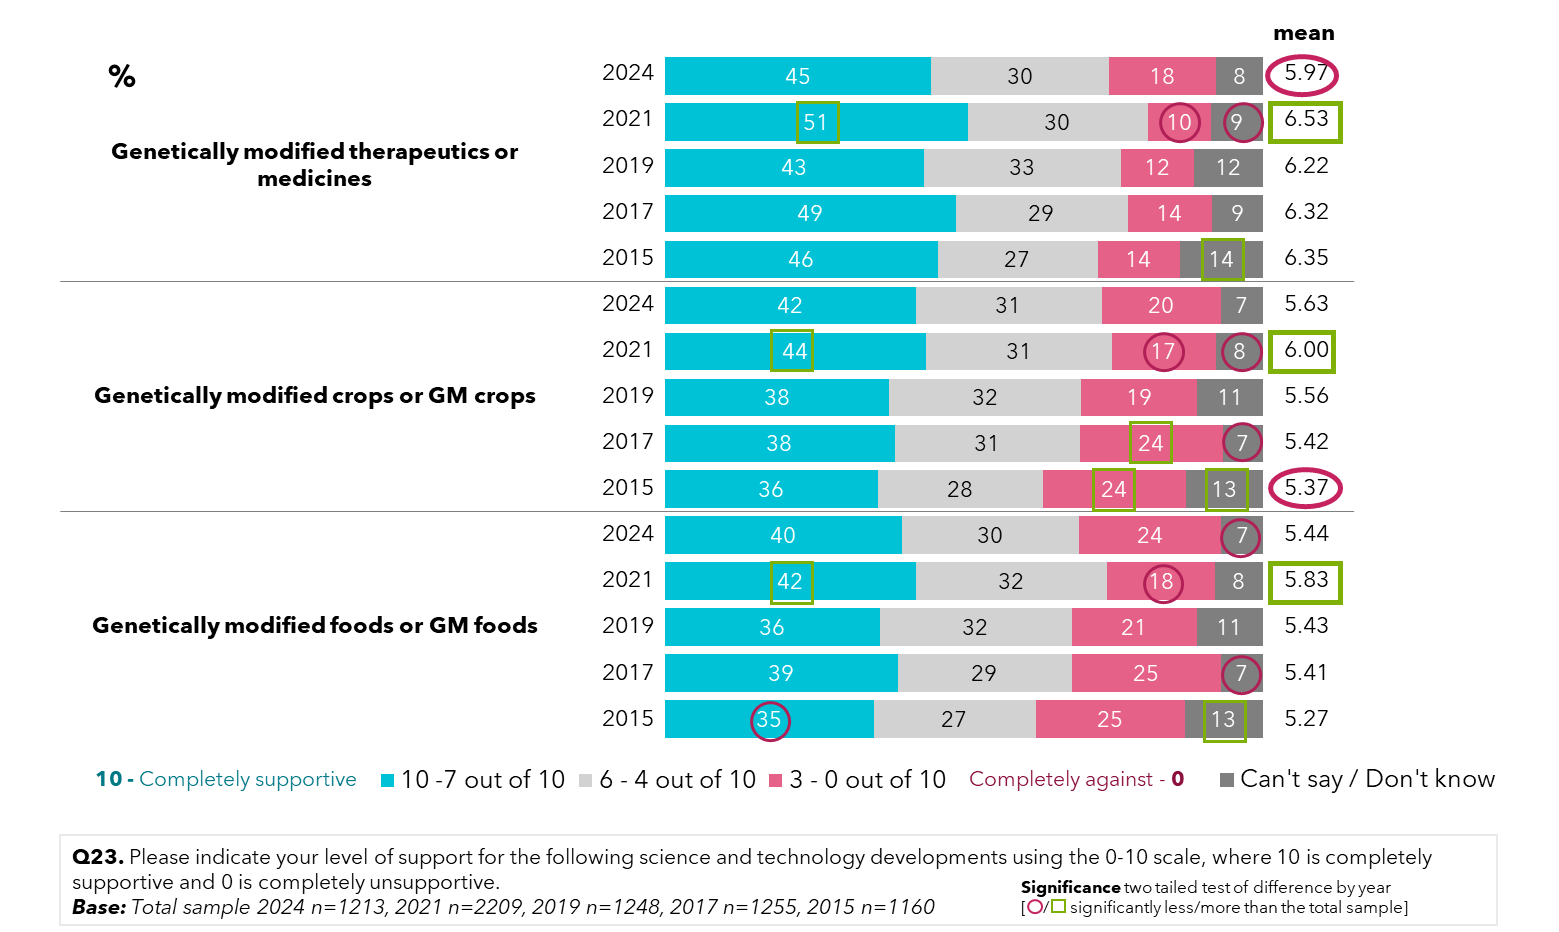 mean
%
2024 45 30 18 8 5.97
2021 51 30 10 9 6.53
Genetically modified therapeutics or
medicines
2019 43 33 12 12 6.22
2017 49 29 14 9 6.32
2015 46 27 14 14 6.35
2024 42 31 20 7 5.63
2021 44 31 17 8 6.00
Genetically modified crops or GM crops
2019 38 32 19 11 5.56
2017 38 31 24 7 5.42
2015 36 28 24 13 5.37
2024 40 30 24 7 5.44
2021 42 32 18 8 5.83
Genetically modified foods or GM foods
2019 36 32 21 11 5.43
2017 39 29 25 7 5.41
2015 35 27 25 13 5.27
10 - Completely supportive 10 -7 out of 10 6 - 4 out of 10 3 - 0 out of 10 Completely against - 0 Can't say / Don't know
Q23. Please indicate your level of support for the following science and technology developments using the 0-10 scale, where 10 is completely
supportive and 0 is completely unsupportive.
Base: Total sample 2024 n=1213, 2021 n=2209, 2019 n=1248, 2017 n=1255, 2015 n=1160
Significance two tailed test of difference by year
[ / significantly less/more than the total sample]